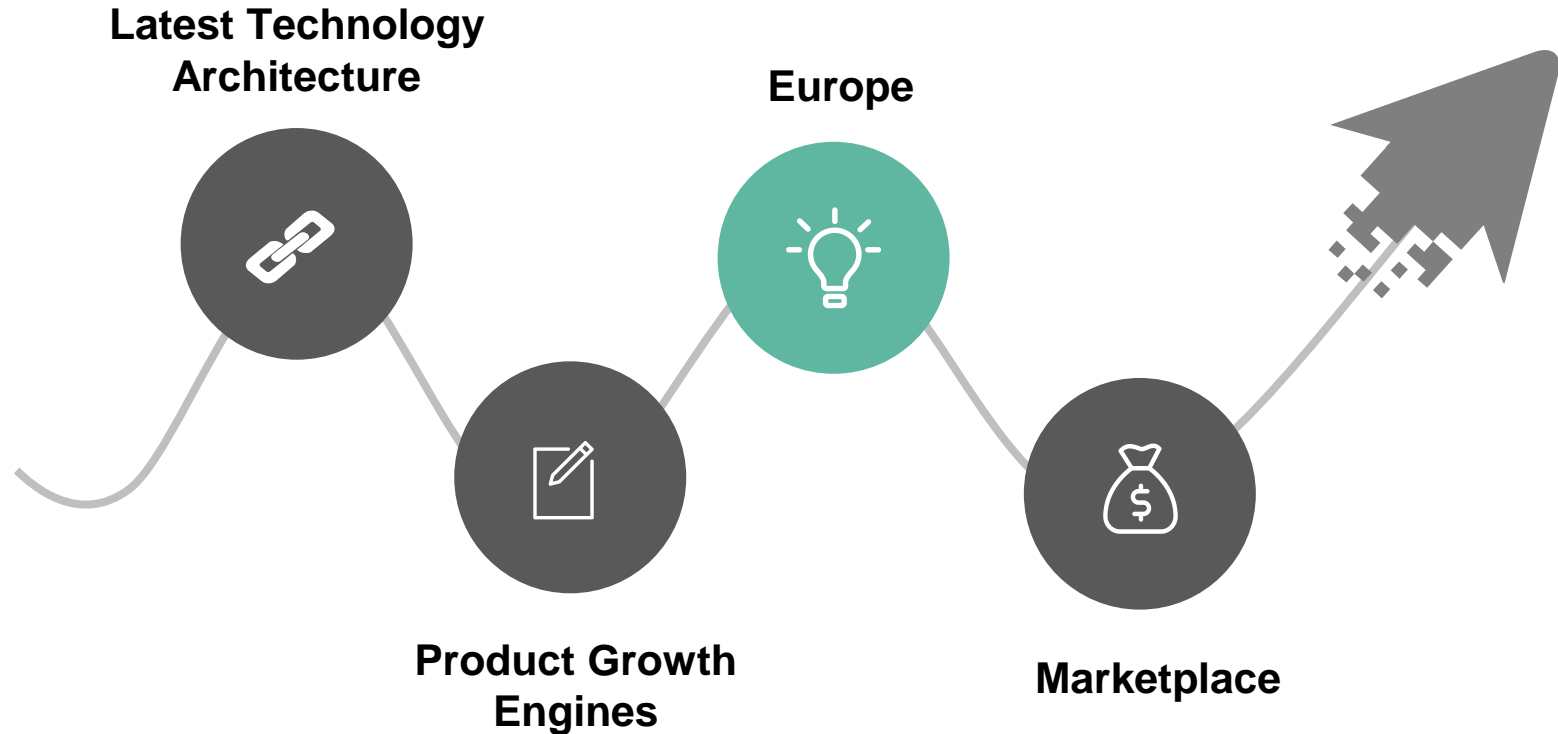 Latest Technology
Architecture
Europe
$
Product Growth
Engines
Marketplace